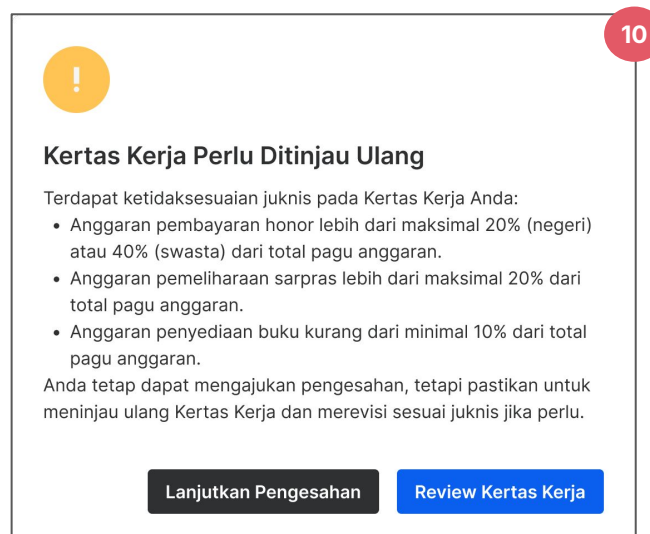 10
!
Kertas Kerja Perlu Ditinjau Ulang
Terdapat ketidaksesuaian juknis pada Kertas Kerja Anda:
• Anggaran pembayaran honor lebih dari maksimal 20% (negeri)
atau 40% (swasta) dari total pagu anggaran.
• Anggaran pemeliharaan sarpras lebih dari maksimal 20% dari
total pagu anggaran.
• Anggaran penyediaan buku kurang dari minimal 10% dari total
pagu anggaran.
Anda tetap dapat mengajukan pengesahan, tetapi pastikan untuk
meninjau ulang Kertas Kerja dan merevisi sesuai juknis jika perlu.
Lanjutkan Pengesahan
Review Kertas Kerja